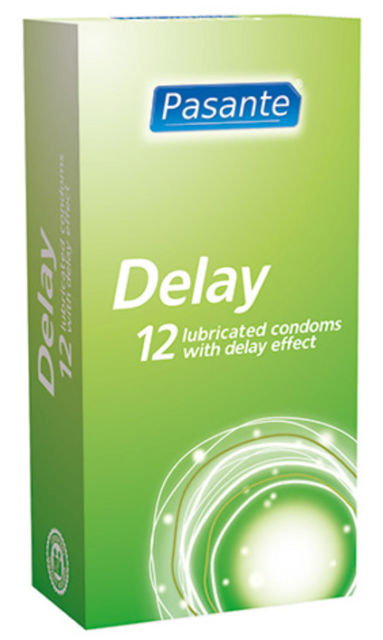 Pasante
Delay
12 lubricated condoms
with delay effect
Delay
12 lubricated condoms
with delay effect